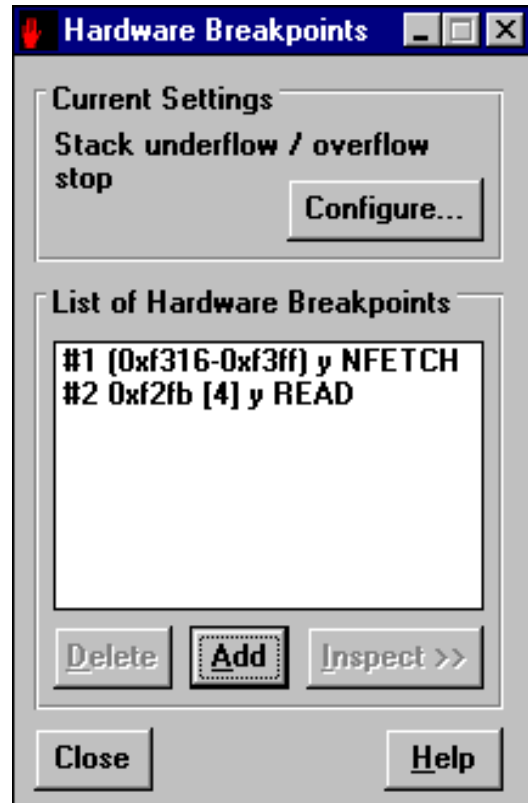 Hardware Breakpoints
Current Settings
Stack underflow / overflow
stop
Configure...
List of Hardware Breakpoints
#1 (0xf316-0xf3ff) y NFETCH
#2 0xf2fb [4] y READ
Delete Add Inspect >>
Close Help